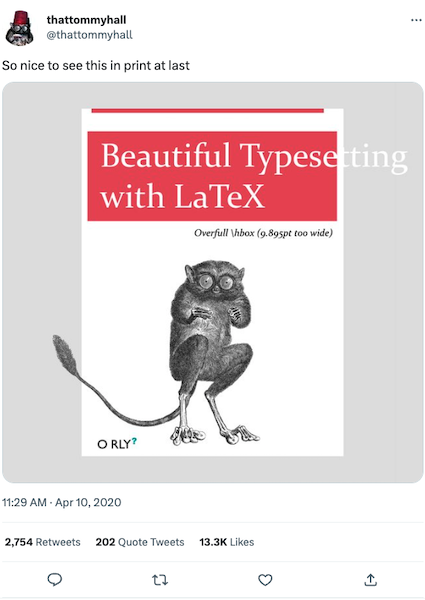 thattommyhall
@thattommyhall
So nice to see this in print at last
Beautiful Typesetting
with LaTeX
Overfull \hbox (9.895pt too wide)
O RLY?
11:29 AM · Apr 10, 2020
2,754 Retweets 202 Quote Tweets 13.3K Likes